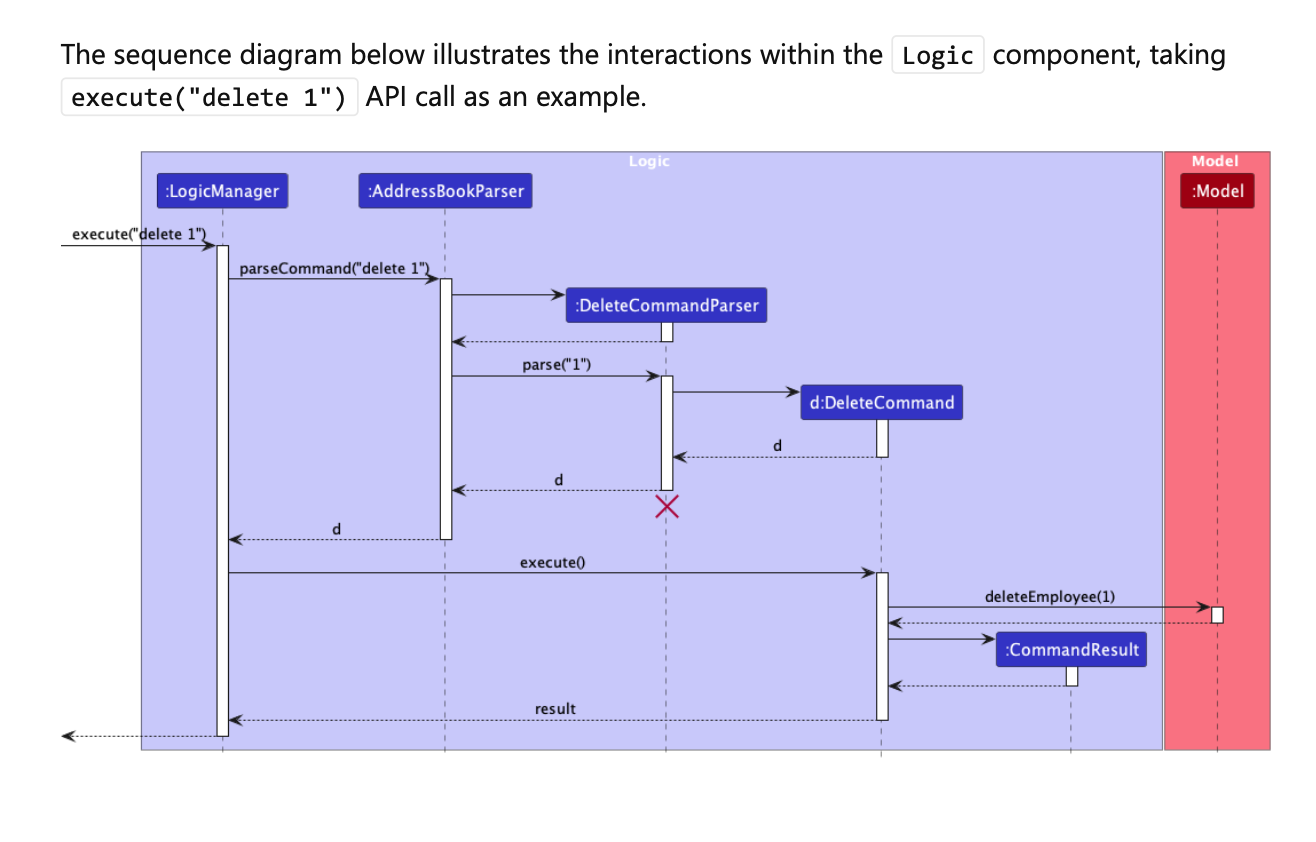 The sequence diagram below illustrates the interactions within the Logic component, taking
execute("delete 1") API call as an example.
Logic
Model
:LogicManager
:AddressBookParser
:Model
execute("delete 1")
parseCommand("delete 1")
:DeleteCommandParser
parse("1")
d:DeleteCommand
d
d
d
execute()
deleteEmployee(1)
:CommandResult
result